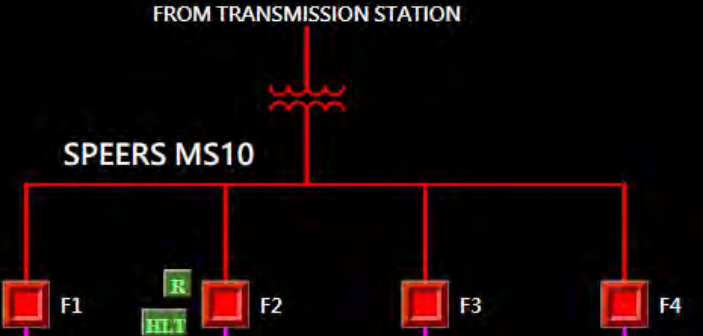 FROM TRANSMISSION STATION
SPEERS MS10
R
F1
F2
F3
F4
HLT